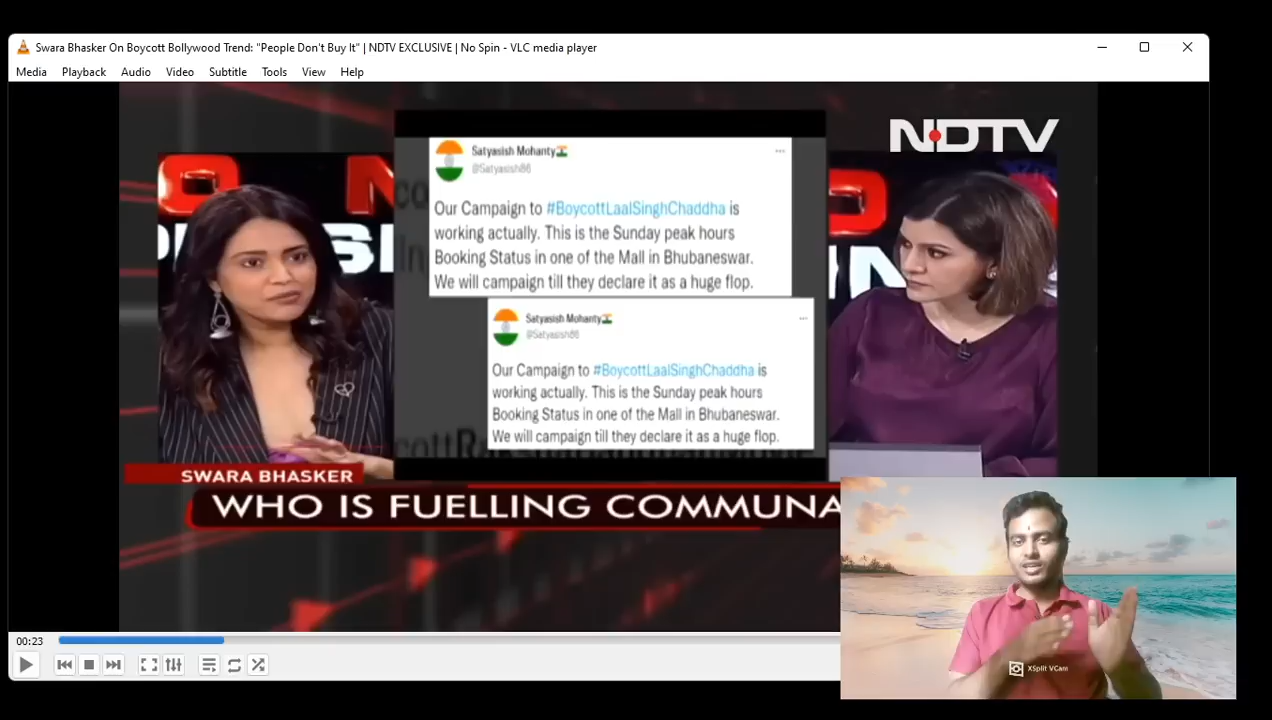 Swara Bhasker On Boycott Bollywood Trend: "People Don't Buy It" | NDTV EXCLUSIVE | No Spin - VLC media player
Media Playback Audio Video Subtitle Tools View Help
NDTV
Satyasish Mohanty
@Satyasish86
Our Campaign to #BoycottLaalSinghChaddha is
working actually. This is the Sunday peak hours
Booking Status in one of the Mall in Bhubaneswar.
We will campaign till they declare it as a huge flop.
Satyasish Mohanty
@Satyasish86
Our Campaign to #BoycottLaalSinghChaddha is
working actually. This is the Sunday peak hours
Booking Status in one of the Mall in Bhubaneswar.
We will campaign till they declare it as a huge flop.
SWARA BHASKER
WHO IS FUELLING COMMUNA
00:23
XSplit VCam